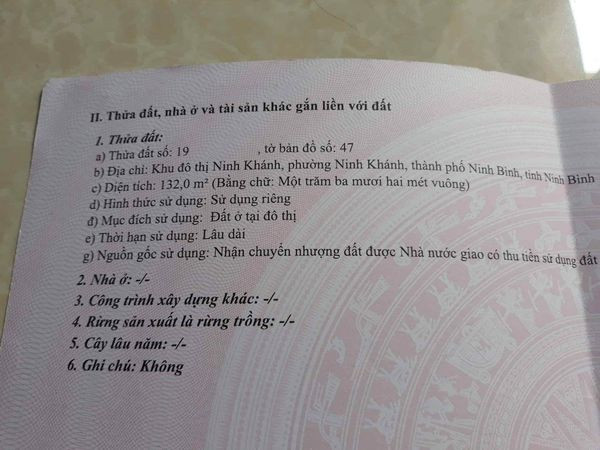 II. Thửa đất, nhà ở và tài sản khác gắn liền với đất
1. Thửa đất:
a) Thửa đất số: 19 , tờ bản đồ số: 47
b) Địa chỉ: Khu đô thị Ninh Khánh, phường Ninh Khánh, thành phố Ninh Bình, tỉnh Ninh Bình
c) Diện tích: 132,0 m² (Bằng chữ: Một trăm ba mươi hai mét vuông)
d) Hình thức sử dụng: Sử dụng riêng
đ) Mục đích sử dụng: Đất ở tại đô thị
e) Thời hạn sử dụng: Lâu dài
g) Nguồn gốc sử dụng: Nhận chuyển nhượng đất được Nhà nước giao có thu tiền sử dụng đất
2. Nhà ở: -/-
3. Công trình xây dựng khác: -/-
4. Rừng sản xuất là rừng trồng: -/-
5. Cây lâu năm: -/-
6. Ghi chú: Không